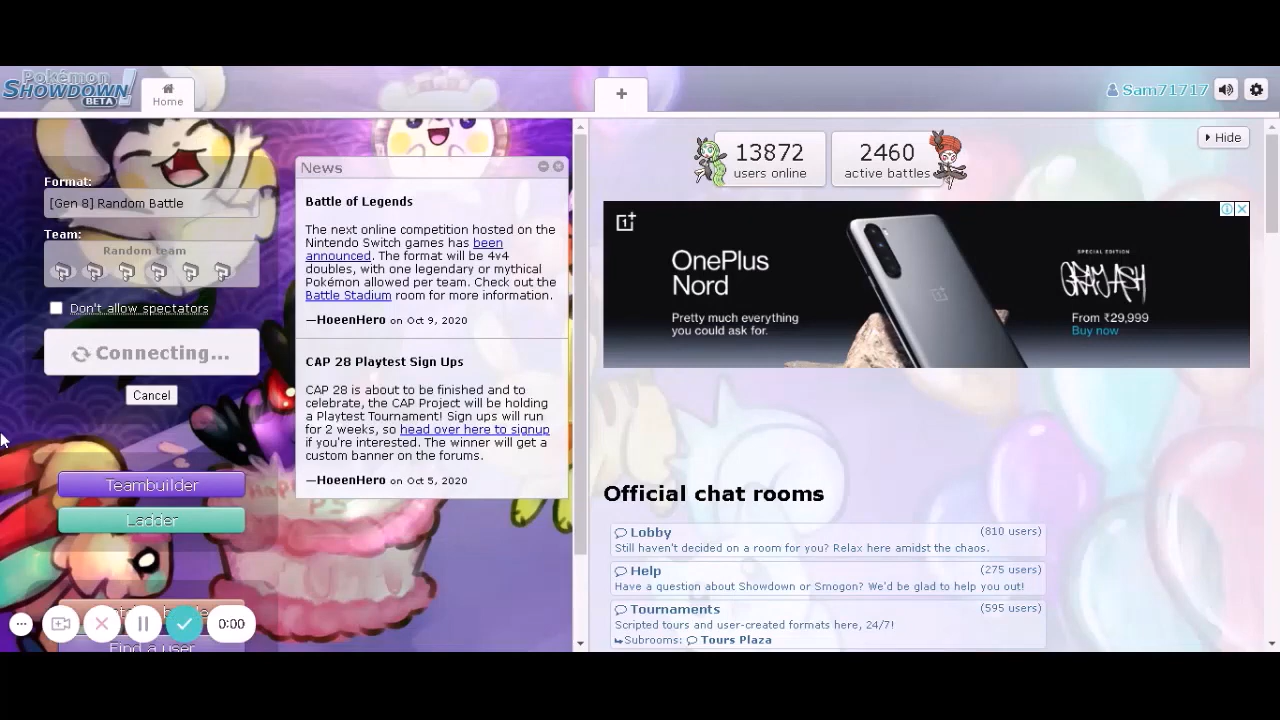 Pokémon
SHOWDOWN!
BETA
Home
+
Sam71717
Format:
[Gen 8] Random Battle
Team:
Random team
Don't allow spectators
Connecting...
Cancel
Teambuilder
Ladder
Find a user
0:00
News
Battle of Legends
The next online competition hosted on the
Nintendo Switch games has been
announced. The format will be 4v4
doubles, with one legendary or mythical
Pokémon allowed per team. Check out the
Battle Stadium room for more information.
—HoeenHero on Oct 9, 2020
CAP 28 Playtest Sign Ups
CAP 28 is about to be finished and to
celebrate, the CAP Project will be holding
a Playtest Tournament! Sign ups will run
for 2 weeks, so head over here to signup
if you're interested. The winner will get a
custom banner on the forums.
—HoeenHero on Oct 5, 2020
13872
users online
2460
active battles
Hide
OnePlus
Nord
Pretty much everything
you could ask for.
SPECIAL EDITION
GRAY ASH
From ₹29,999
Buy now
Official chat rooms
Lobby (810 users)
Still haven't decided on a room for you? Relax here amidst the chaos.
Help (275 users)
Have a question about Showdown or Smogon? We'd be glad to help you out!
Tournaments (595 users)
Scripted tours and user-created formats here, 24/7!
Subrooms: Tours Plaza